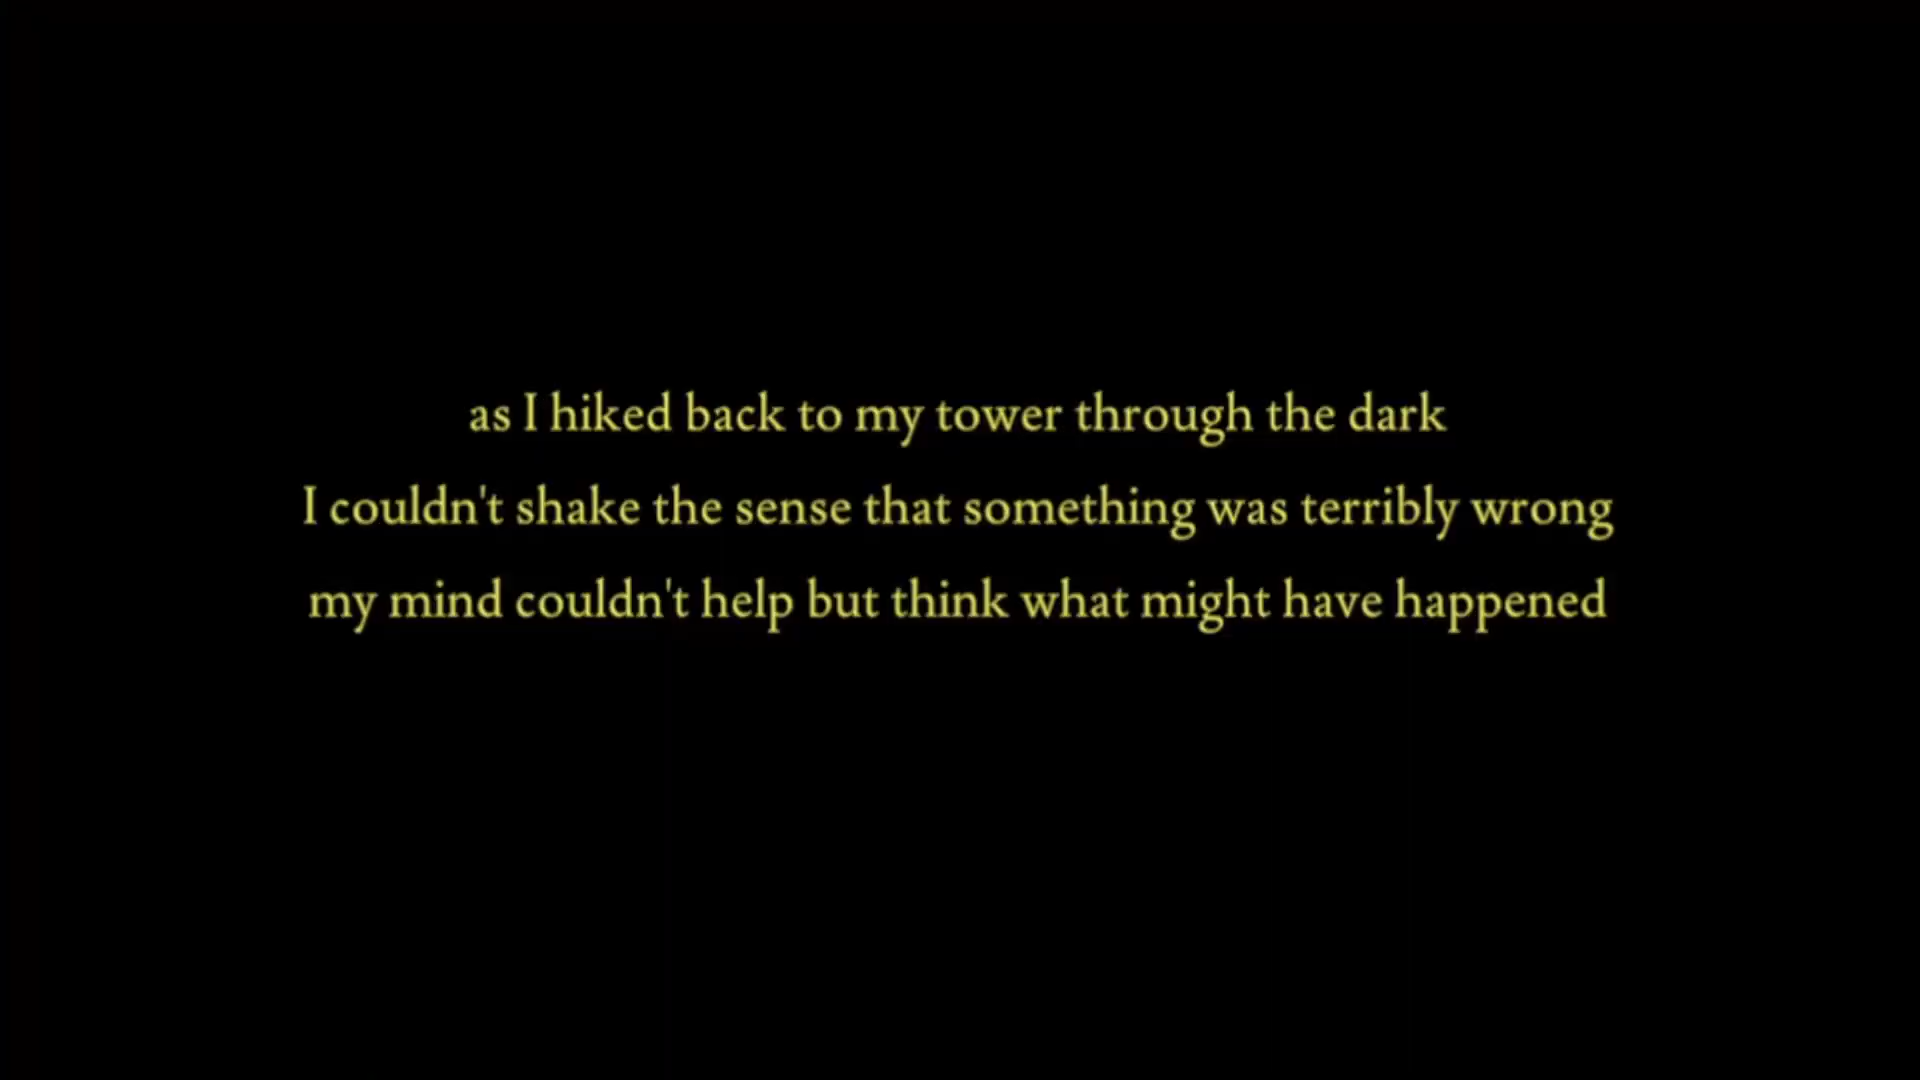 as I hiked back to my tower through the dark
I couldn't shake the sense that something was terribly wrong
my mind couldn't help but think what might have happened